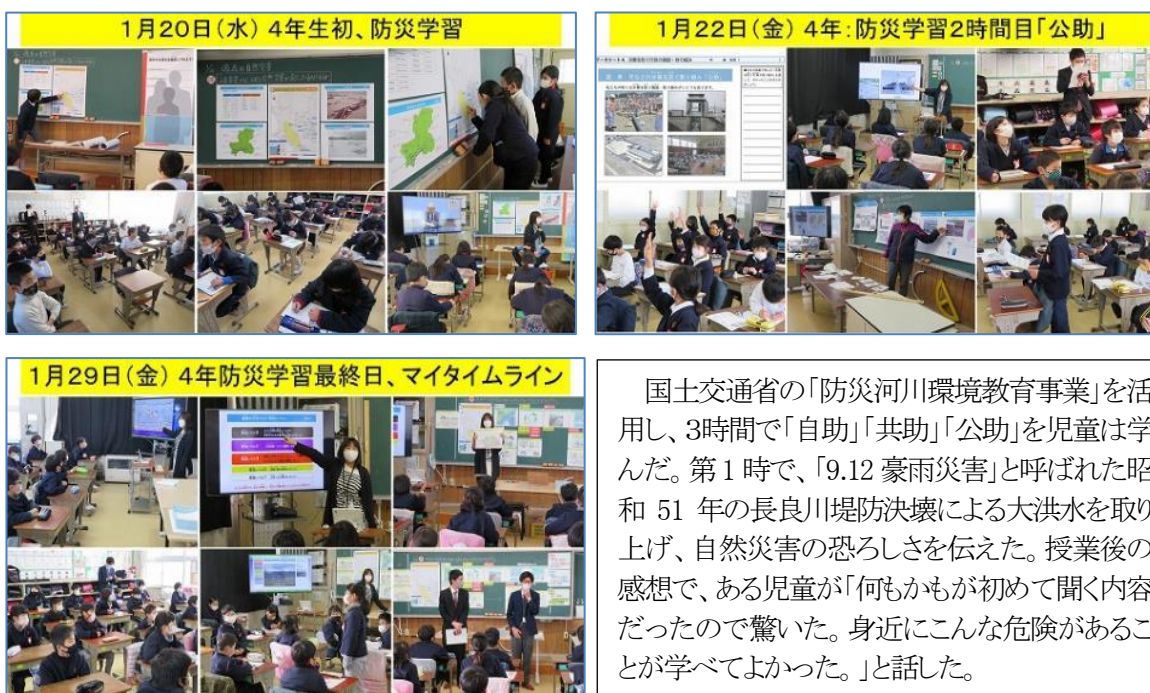 1月20日(水) 4年生初、防災学習
1月22日(金) 4年:防災学習2時間目「公助」
1月29日(金) 4年防災学習最終日、マイタイムライン
国土交通省の「防災河川環境教育事業」を活
用し、3時間で「自助」「共助」「公助」を児童は学
んだ。第1時で、「9.12 豪雨災害」と呼ばれた昭
和 51 年の長良川堤防決壊による大洪水を取り
上げ、自然災害の恐ろしさを伝えた。授業後の
感想で、ある児童が「何もかもが初めて聞く内容
だったので驚いた。身近にこんな危険があるこ
とが学べてよかった。」と話した。